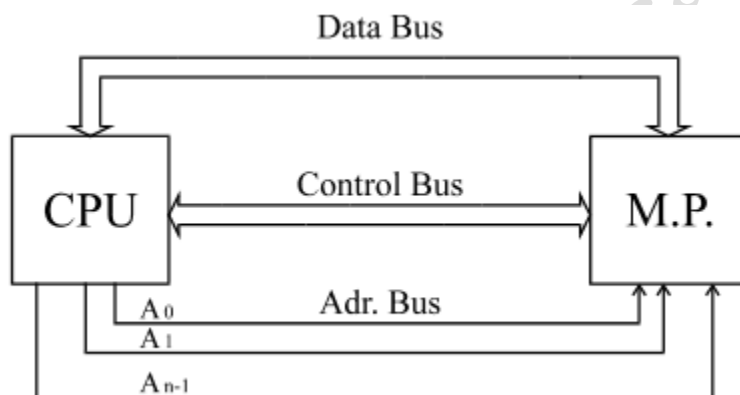 Data Bus
CPU
Control Bus
M.P.
Adr. Bus
A0
A1
An-1